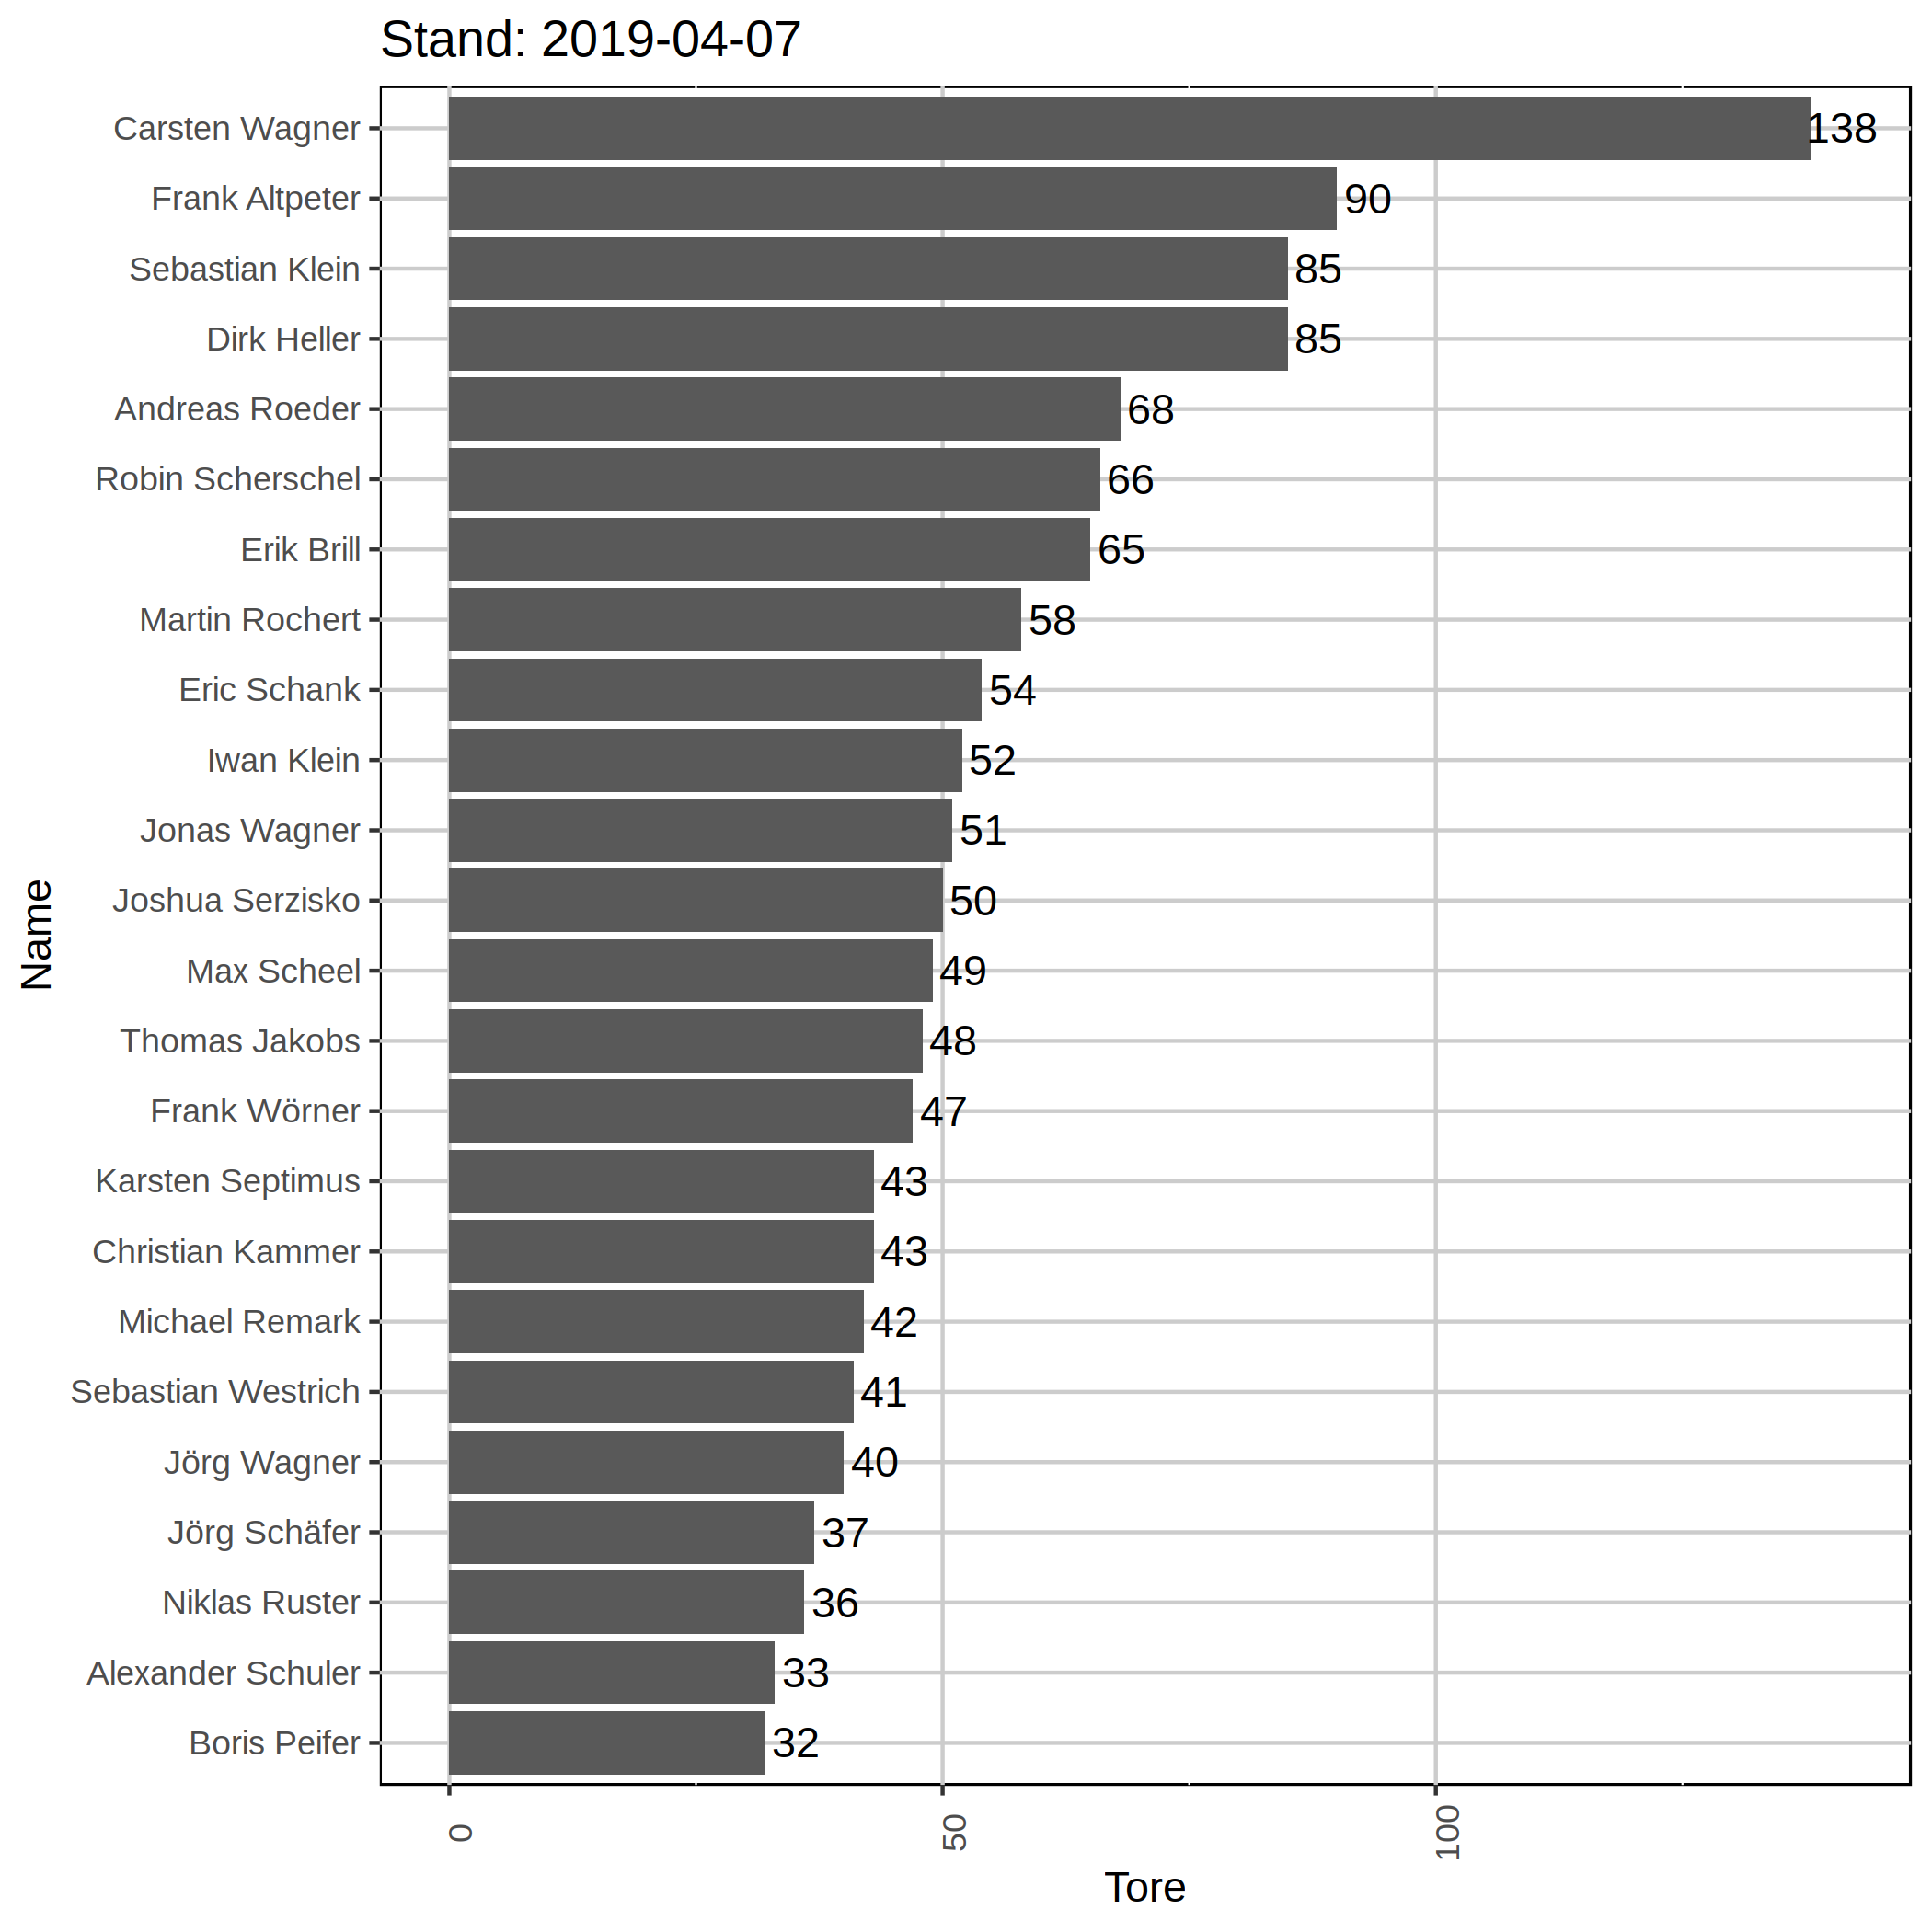 Stand: 2019-04-07
Carsten Wagner 138
Frank Altpeter 90
Sebastian Klein 85
Dirk Heller 85
Andreas Roeder 68
Robin Scherschel 66
Erik Brill 65
Martin Rochert 58
Eric Schank 54
Iwan Klein 52
Jonas Wagner 51
Joshua Serzisko 50
Max Scheel 49
Thomas Jakobs 48
Frank Wörner 47
Karsten Septimus 43
Christian Kammer 43
Michael Remark 42
Sebastian Westrich 41
Jörg Wagner 40
Jörg Schäfer 37
Niklas Ruster 36
Alexander Schuler 33
Boris Peifer 32
Name
0 50 100
Tore